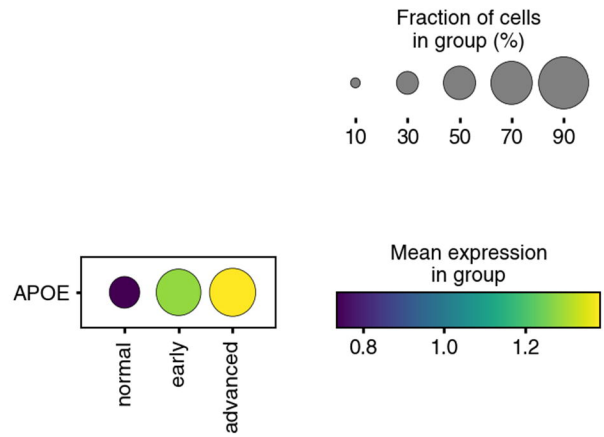 Fraction of cells
in group (%)
10 30 50 70 90
APOE
normal
early
advanced
Mean expression
in group
0.8 1.0 1.2